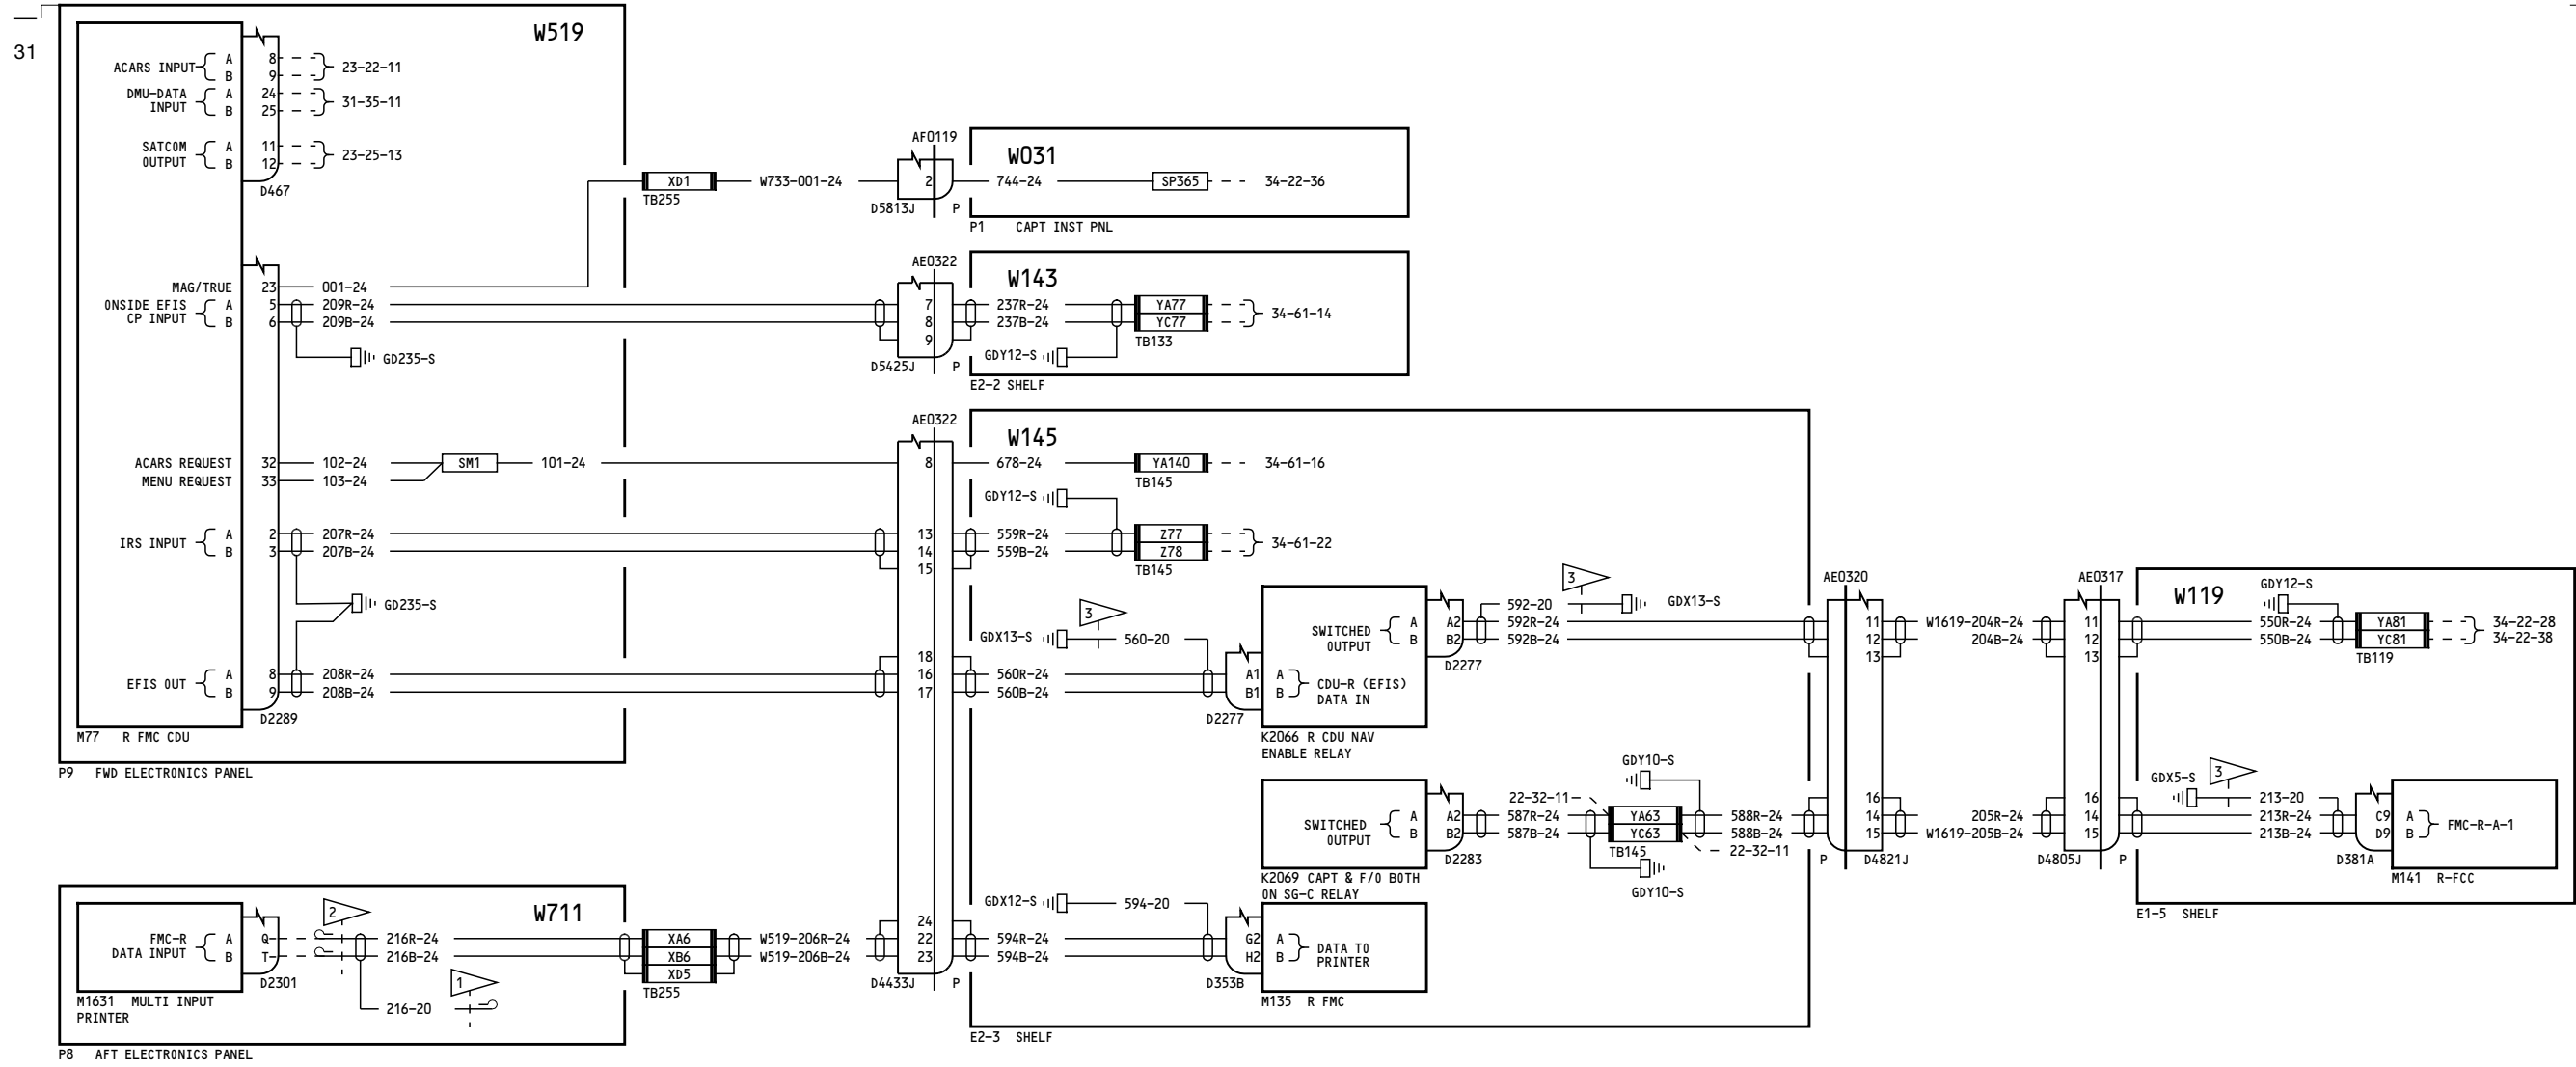 31
W519
ACARS INPUT A 8 23-22-11
B 9
DMU-DATA INPUT A 24 31-35-11
B 25
SATCOM OUTPUT A 11 23-25-13
B 12
D467
MAG/TRUE 23 001-24
ONSIDE EFIS CP INPUT A 5 209R-24
B 6 209B-24
GD235-S
ACARS REQUEST 32 102-24 SM1 101-24
MENU REQUEST 33 103-24
IRS INPUT A 2 207R-24
B 3 207B-24
GD235-S
EFIS OUT A 8 208R-24
B 9 208B-24
D2289
M77 R FMC CDU
P9 FWD ELECTRONICS PANEL
XD1 W733-001-24
TB255
AF0119
2
D5813J P
W031
744-24 SP365 34-22-36
P1 CAPT INST PNL
AE0322
7
8
9
D5425J P
W143
237R-24 YA77 34-61-14
237B-24 YC77
TB133
GDY12-S
E2-2 SHELF
AE0322
W145
8 678-24 YA140 34-61-16
TB145
GDY12-S
13 559R-24 Z77 34-61-22
14 559B-24 Z78
15
TB145
3
GDX13-S 560-20
18
16 560R-24 A1 A
17 560B-24 B1 B
CDU-R (EFIS)
DATA IN
D2277
SWITCHED
OUTPUT
A A2
B B2
D2277
K2066 R CDU NAV
ENABLE RELAY
3
592-20 GDX13-S
592R-24
592B-24
SWITCHED
OUTPUT
A A2
B B2
D2283
K2069 CAPT & F/O BOTH
ON SG-C RELAY
22-32-11
587R-24 YA63 588R-24
587B-24 YC63 588B-24
TB145 22-32-11
GDY10-S
GDY10-S
GDX12-S 594-20
24
22 594R-24 G2 A
23 594B-24 H2 B
DATA TO
PRINTER
D4433J P
D353B
M135 R FMC
E2-3 SHELF
AE0320
11 W1619-204R-24 11
12 204B-24 12
13 13
16 16
14 205R-24 14
15 W1619-205B-24 15
P D4821J
AE0317
D4805J P
W119
GDY12-S
550R-24 YA81 34-22-28
550B-24 YC81 34-22-38
TB119
GDX5-S 3
213-20
213R-24 C9 A
213B-24 D9 B
FMC-R-A-1
D381A
M141 R-FCC
E1-5 SHELF
W711
FMC-R
DATA INPUT
A Q 216R-24
B T 216B-24
2
D2301
1
216-20
M1631 MULTI INPUT
PRINTER
P8 AFT ELECTRONICS PANEL
XA6 W519-206R-24
XB6 W519-206B-24
XD5
TB255